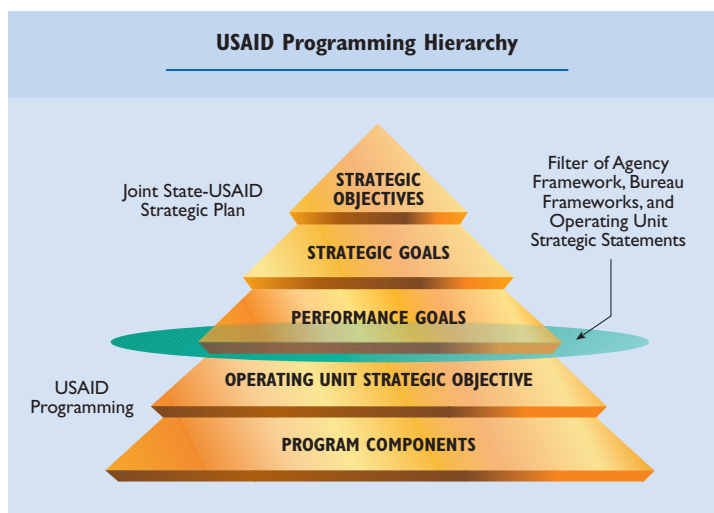 USAID Programming Hierarchy
Joint State-USAID
Strategic Plan
STRATEGIC
OBJECTIVES
Filter of Agency
Framework, Bureau
Frameworks, and
Operating Unit
Strategic Statements
STRATEGIC GOALS
PERFORMANCE GOALS
USAID
Programming
OPERATING UNIT STRATEGIC OBJECTIVE
PROGRAM COMPONENTS